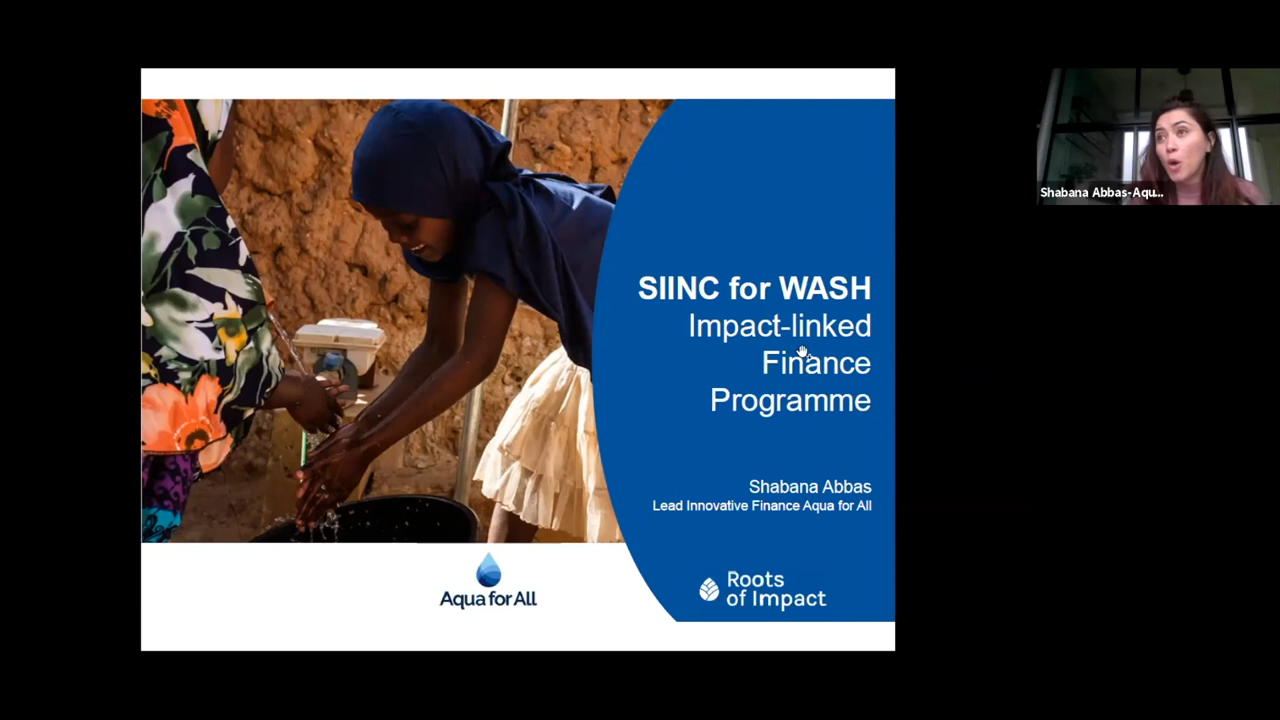 SIINC for WASH
Impact-linked
Finance
Programme
Shabana Abbas
Lead Innovative Finance Aqua for All
Aqua for All
Roots
of Impact
Shabana Abbas-Aqu...